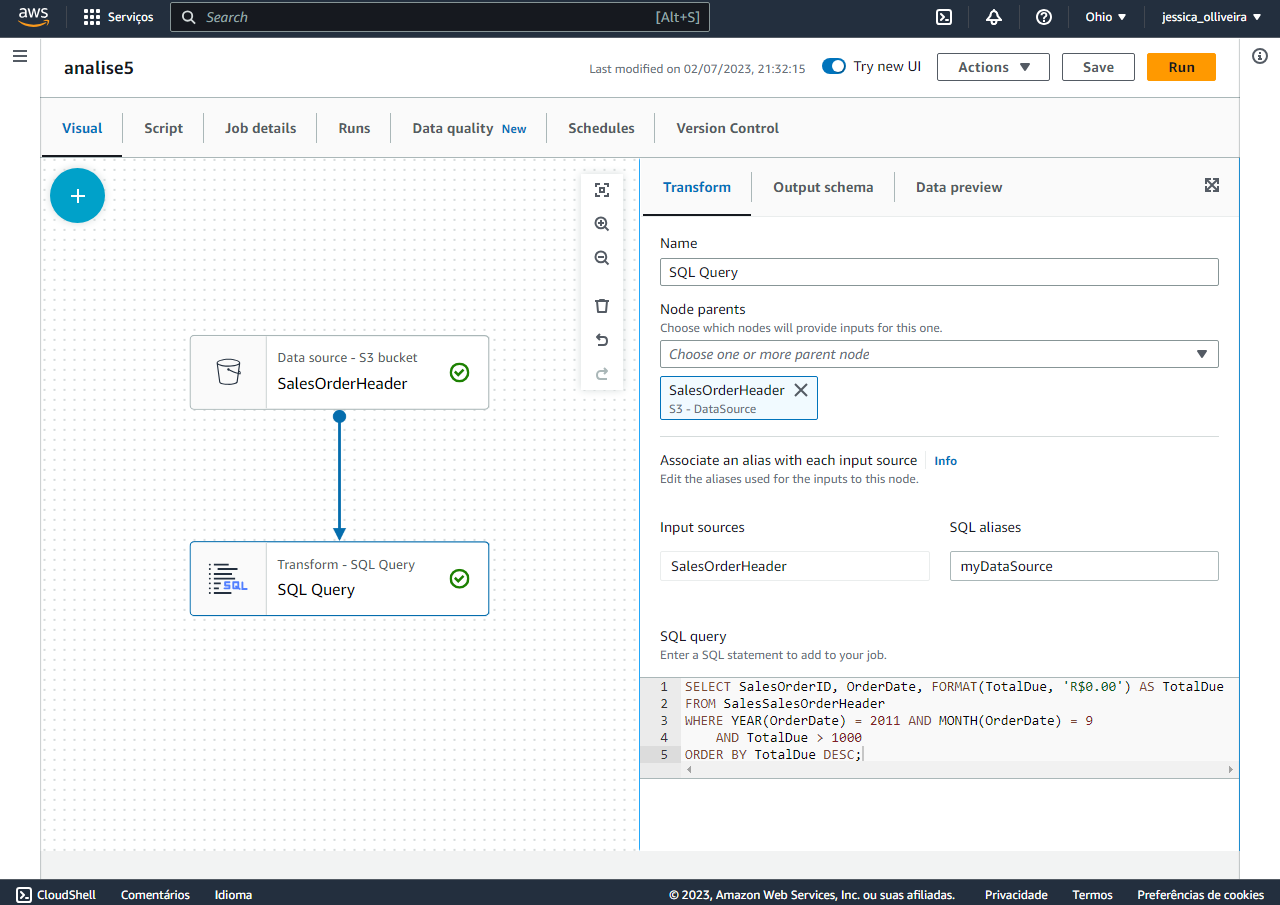 aws
Serviços
Search
[Alt+S]
Ohio
jessica_olliveira
analise5
Last modified on 02/07/2023, 21:32:15
Try new UI
Actions
Save
Run
Visual
Script
Job details
Runs
Data quality New
Schedules
Version Control
Data source - S3 bucket
SalesOrderHeader
Transform - SQL Query
SQL Query
SQL
Transform
Output schema
Data preview
Name
SQL Query
Node parents
Choose which nodes will provide inputs for this one.
Choose one or more parent node
SalesOrderHeader
S3 - DataSource
Associate an alias with each input source
Info
Edit the aliases used for the inputs to this node.
Input sources
SQL aliases
SalesOrderHeader
myDataSource
SQL query
Enter a SQL statement to add to your job.
1 SELECT SalesOrderID, OrderDate, FORMAT(TotalDue, 'R$0.00') AS TotalDue
2 FROM SalesSalesOrderHeader
3 WHERE YEAR(OrderDate) = 2011 AND MONTH(OrderDate) = 9
4 AND TotalDue > 1000
5 ORDER BY TotalDue DESC;
CloudShell
Comentários
Idioma
© 2023, Amazon Web Services, Inc. ou suas afiliadas.
Privacidade
Termos
Preferências de cookies